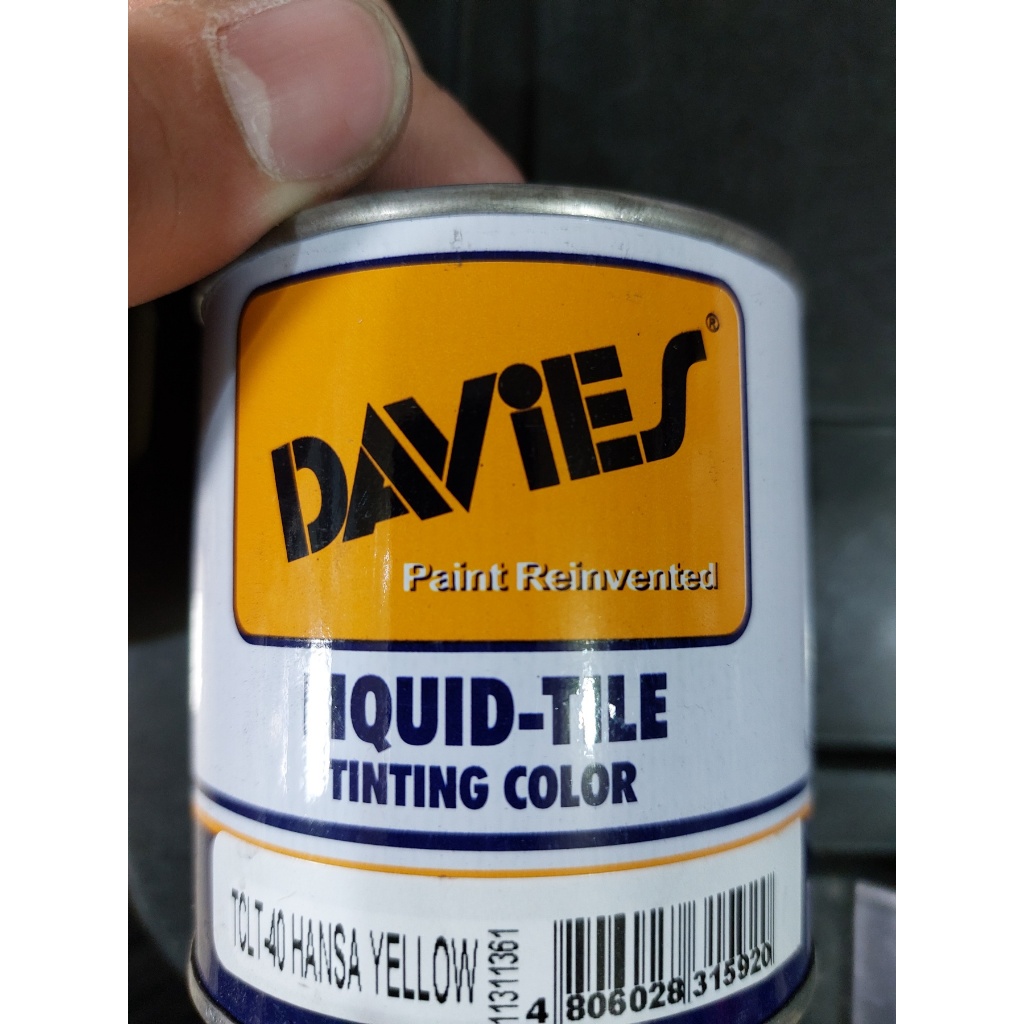 DAVIES®
Paint Reinvented
LIQUID-TILE
TINTING COLOR
TCLT-40 HANSA YELLOW
11311361
4 806028 315920